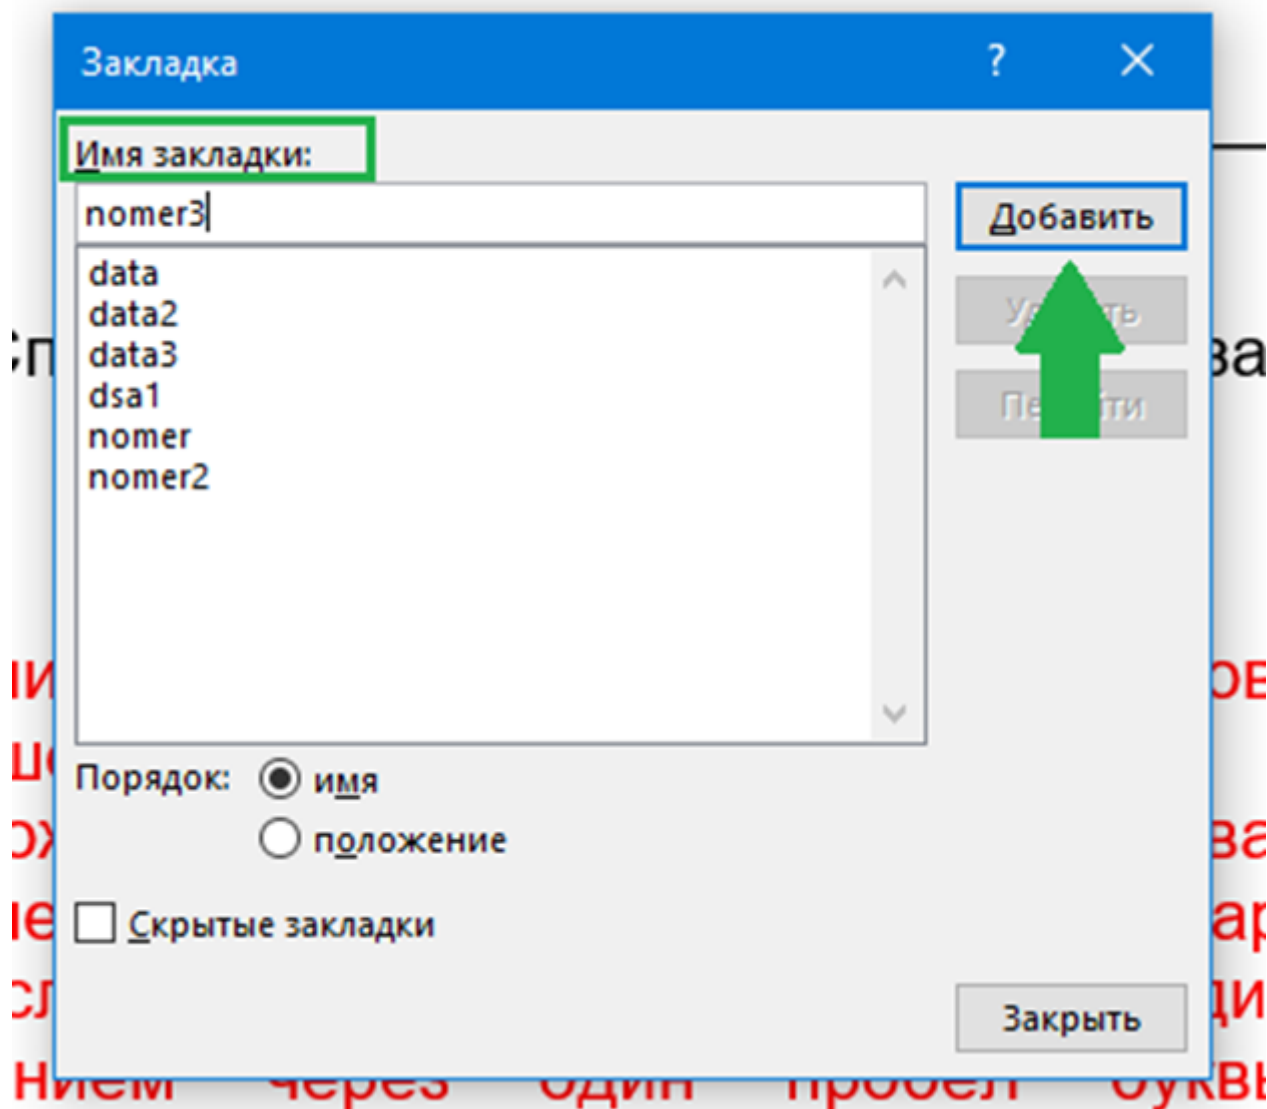 Закладка ?
Имя закладки:
nomer3
Добавить
data
data2
data3
dsa1
nomer
nomer2
Порядок: имя
положение
Скрытые закладки
Закрыть
через один пробел